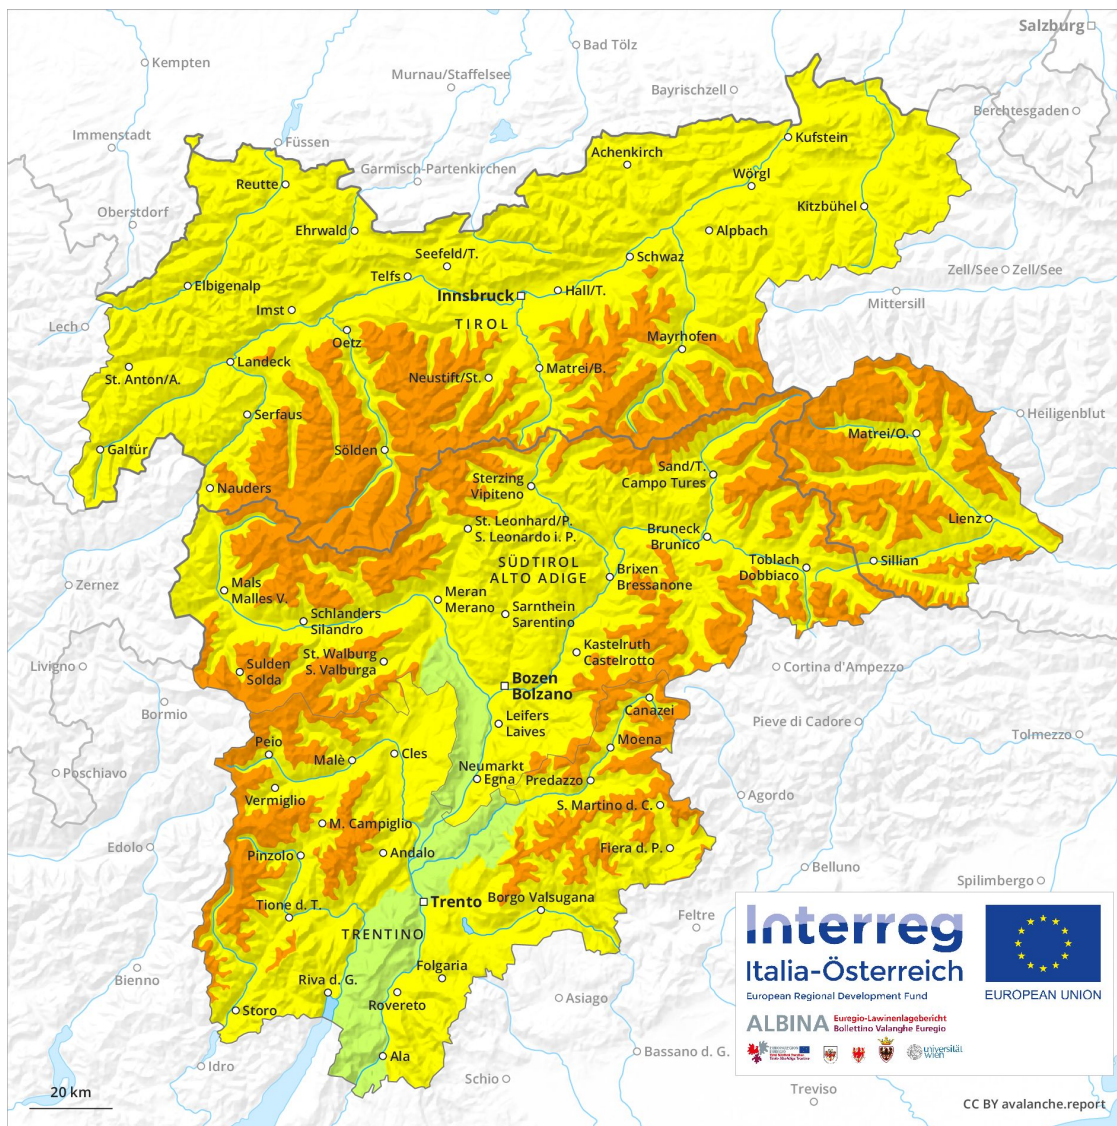 Salzburg
Bad Tölz
Kempten
Murnau/Staffelsee
Bayrischzell
Berchtesgaden
Immenstadt
Füssen
Kufstein
Achenkirch
Garmisch-Partenkirchen
Wörgl
Reutte
Oberstdorf
Kitzbühel
Ehrwald
Alpbach
Seefeld/T.
Schwaz
Telfs
Zell/See
Zell/See
Elbigenalp
Innsbruck
Hall/T.
Mittersill
Imst
TIROL
Lech
Oetz
Mayrhofen
Landeck
Matrei/B.
St. Anton/A.
Neustift/St.
Serfaus
Heiligenblut
Matrei/O.
Galtür
Sölden
Sand/T.
Campo Tures
Sterzing
Vipiteno
Nauders
Lienz
St. Leonhard/P.
S. Leonardo i. P.
Bruneck
Brunico
Toblach
Dobbiaco
Sillian
SÜDTIROL
ALTO ADIGE
Brixen
Bressanone
Zernez
Mals
Malles V.
Meran
Merano
Sarnthein
Sarentino
Schlanders
Silandro
Kastelruth
Castelrotto
St. Walburg
S. Valburga
Livigno
Sulden
Solda
Cortina d'Ampezzo
Bozen
Bolzano
Bormio
Canazei
Leifers
Laives
Pieve di Cadore
Tolmezzo
Peio
Moena
Cles
Malè
Poschiavo
Neumarkt
Egna
Predazzo
Vermiglio
Agordo
S. Martino d. C.
M. Campiglio
Edolo
Pinzolo
Andalo
Fiera d. P.
Belluno
Spilimbergo
Trento
Borgo Valsugana
Tione d. T.
Feltre
TRENTINO
Folgaria
Bienno
Riva d. G.
Rovereto
Asiago
Storo
Ala
Bassano d. G.
Idro
Schio
Treviso
20 km
Interreg
Italia-Österreich
European Regional Development Fund
EUROPEAN UNION
ALBINA
Euregio-Lawinenlagebericht
Bollettino Valanghe Euregio
universität
wien
CC BY avalanche.report